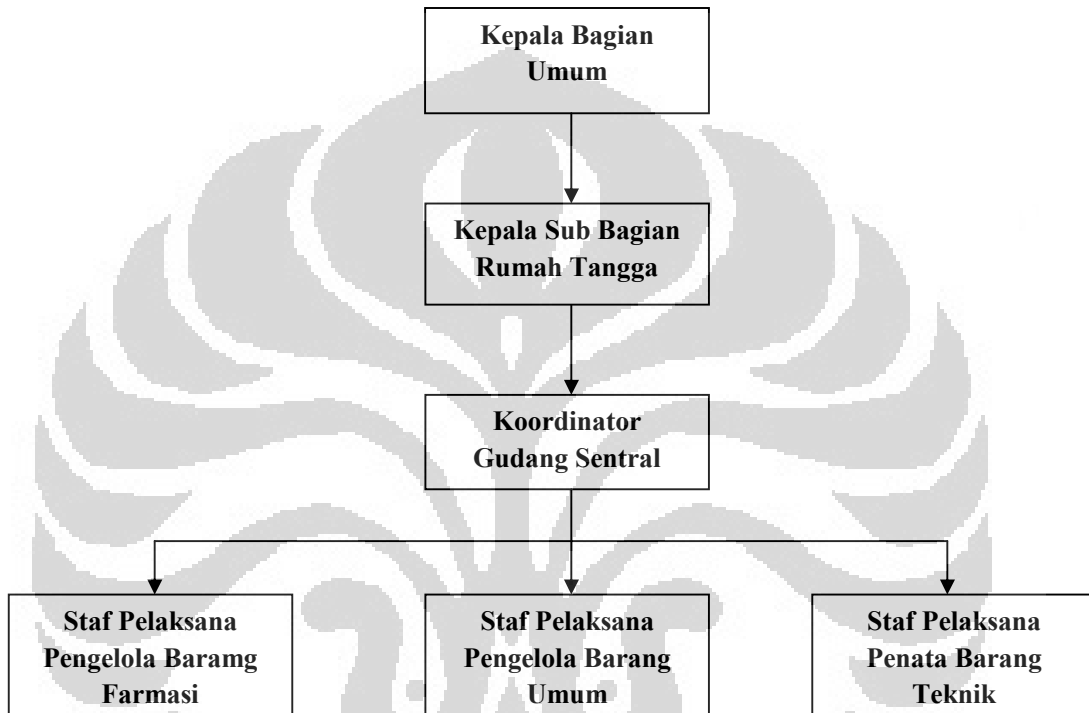 Kepala Bagian
Umum
Kepala Sub Bagian
Rumah Tangga
Koordinator
Gudang Sentral
Staf Pelaksana
Pengelola Baramg
Farmasi
Staf Pelaksana
Pengelola Barang
Umum
Staf Pelaksana
Penata Barang
Teknik